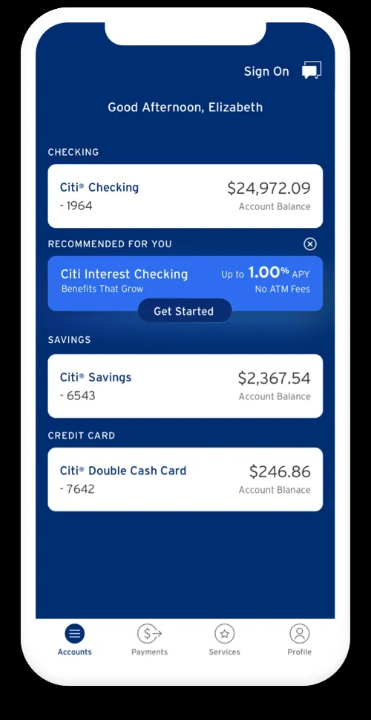 Sign On
Good Afternoon, Elizabeth
CHECKING
Citi® Checking $24,972.09
- 1964 Account Balance
RECOMMENDED FOR YOU
Citi Interest Checking Up to 1.00% APY
Benefits That Grow No ATM Fees
Get Started
SAVINGS
Citi® Savings $2,367.54
- 6543 Account Balance
CREDIT CARD
Citi® Double Cash Card $246.86
- 7642 Account Blanace
Accounts Payments Services Profile